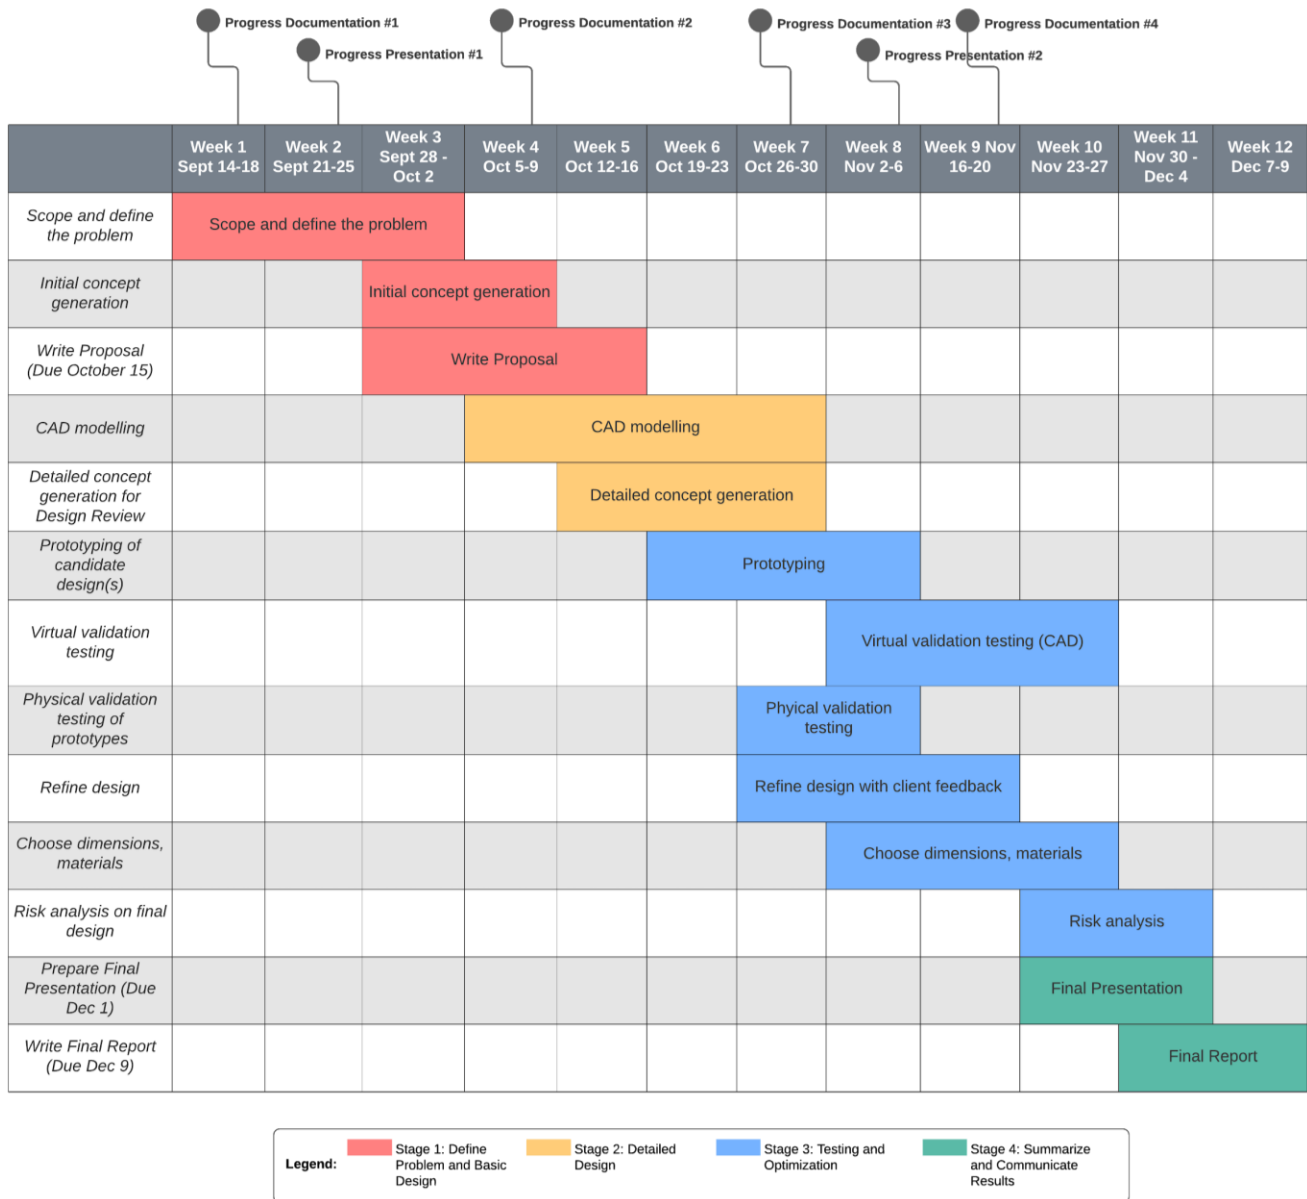 Progress Documentation #1
Progress Documentation #2
Progress Documentation #3
Progress Documentation #4
Progress Presentation #1
Progress Presentation #2
Week 1
Sept 14-18
Week 2
Sept 21-25
Week 3
Sept 28 -
Oct 2
Week 4
Oct 5-9
Week 5
Oct 12-16
Week 6
Oct 19-23
Week 7
Oct 26-30
Week 8
Nov 2-6
Week 9 Nov
16-20
Week 10
Nov 23-27
Week 11
Nov 30 -
Dec 4
Week 12
Dec 7-9
Scope and define
the problem
Scope and define the problem
Initial concept
generation
Initial concept generation
Write Proposal
(Due October 15)
Write Proposal
CAD modelling
CAD modelling
Detailed concept
generation for
Design Review
Detailed concept generation
Prototyping of
candidate
design(s)
Prototyping
Virtual validation
testing
Virtual validation testing (CAD)
Physical validation
testing of
prototypes
Phyical validation
testing
Refine design
Refine design with client feedback
Choose dimensions,
materials
Choose dimensions, materials
Risk analysis on final
design
Risk analysis
Prepare Final
Presentation (Due
Dec 1)
Final Presentation
Write Final Report
(Due Dec 9)
Final Report
Legend:
Stage 1: Define
Problem and Basic
Design
Stage 2: Detailed
Design
Stage 3: Testing and
Optimization
Stage 4: Summarize
and Communicate
Results